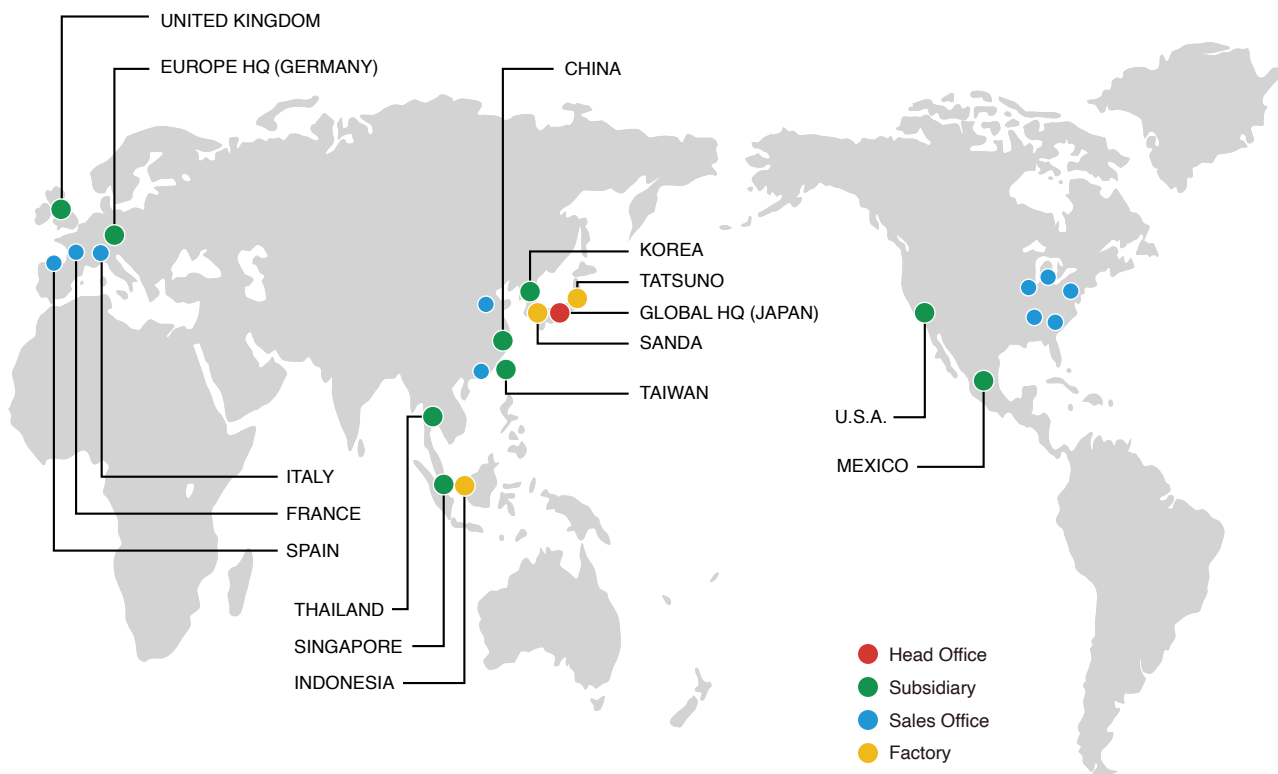 UNITED KINGDOM
EUROPE HQ (GERMANY)
CHINA
KOREA
TATSUNO
GLOBAL HQ (JAPAN)
SANDA
TAIWAN
U.S.A.
MEXICO
ITALY
FRANCE
SPAIN
THAILAND
SINGAPORE
INDONESIA
Head Office
Subsidiary
Sales Office
Factory